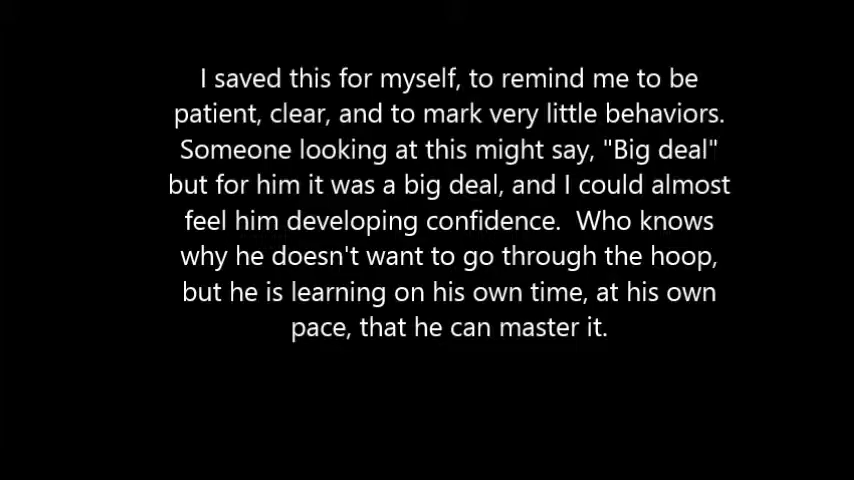 I saved this for myself, to remind me to be
patient, clear, and to mark very little behaviors.
Someone looking at this might say, "Big deal"
but for him it was a big deal, and I could almost
feel him developing confidence.  Who knows
why he doesn't want to go through the hoop,
but he is learning on his own time, at his own
pace, that he can master it.